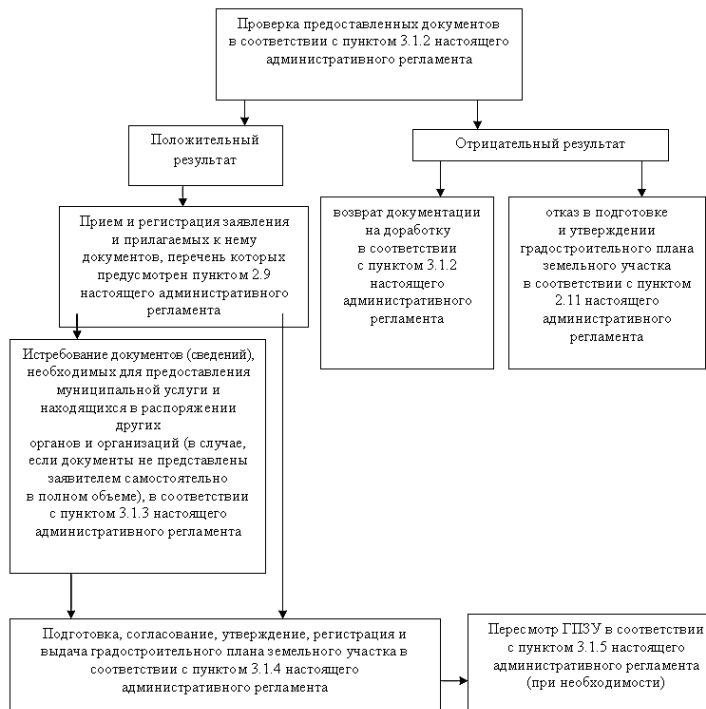 Проверка предоставленных документов
в соответствии с пунктом 3.1.2 настоящего
административного регламента
Положительный
результат
Отрицательный результат
Прием и регистрация заявления
и прилагаемых к нему
документов, перечень которых
предусмотрен пунктом 2.9
настоящего административного
регламента
возврат документации
на доработку
в соответствии
с пунктом 3.1.2
настоящего
административного
регламента
отказ в подготовке
и утверждении
градостроительного плана
земельного участка
в соответствии с пунктом
2.11 настоящего
административного
регламента
Истребование документов (сведений),
необходимых для предоставления
муниципальной услуги и
находящихся в распоряжении
других
органов и организаций (в случае,
если документы не представлены
заявителем самостоятельно
в полном объеме), в соответствии
с пунктом 3.1.3 настоящего
административного регламента
Подготовка, согласование, утверждение, регистрация и
выдача градостроительного плана земельного участка в
соответствии с пунктом 3.1.4 настоящего
административного регламента
Пересмотр ГПЗУ в соответствии
с пунктом 3.1.5 настоящего
административного регламента
(при необходимости)